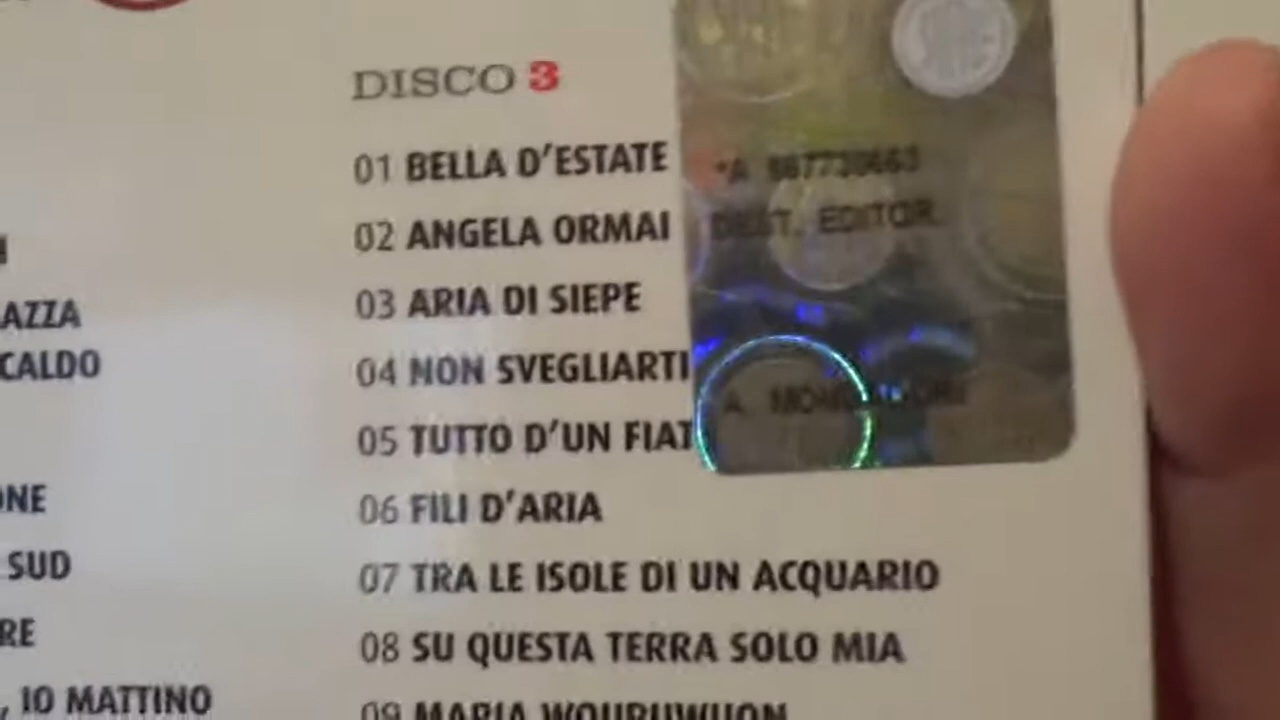 DISCO 3
01 BELLA D'ESTATE
02 ANGELA ORMAI
03 ARIA DI SIEPE
04 NON SVEGLIARTI
05 TUTTO D'UN FIAT
06 FILI D'ARIA
07 TRA LE ISOLE DI UN ACQUARIO
08 SU QUESTA TERRA SOLO MIA
09 MARIA
AZZA
CALDO
ONE
SUD
RE
, IO MATTINO
*A
DEST. EDITOR.
A.